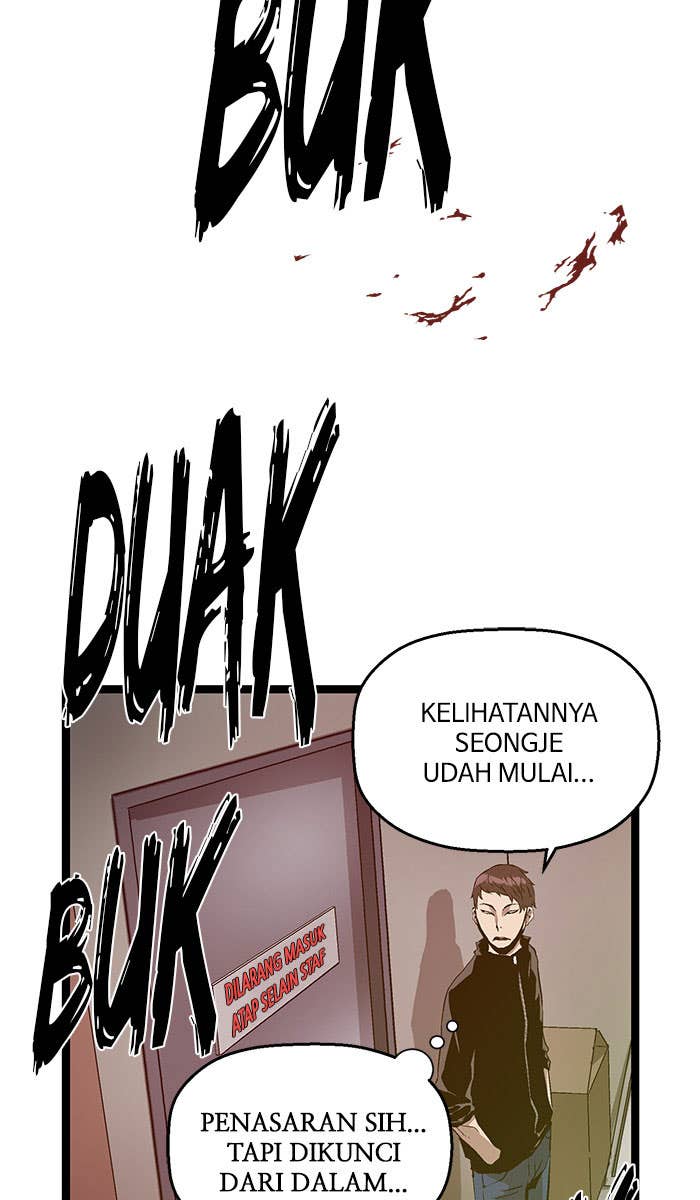 BUK
DUAK
KELIHATANNYA
SEONGJE
UDAH MULAI...
BUK
DILARANG MASUK
ATAP SELAIN STAF
PENASARAN SIH...
TAPI DIKUNCI
DARI DALAM...